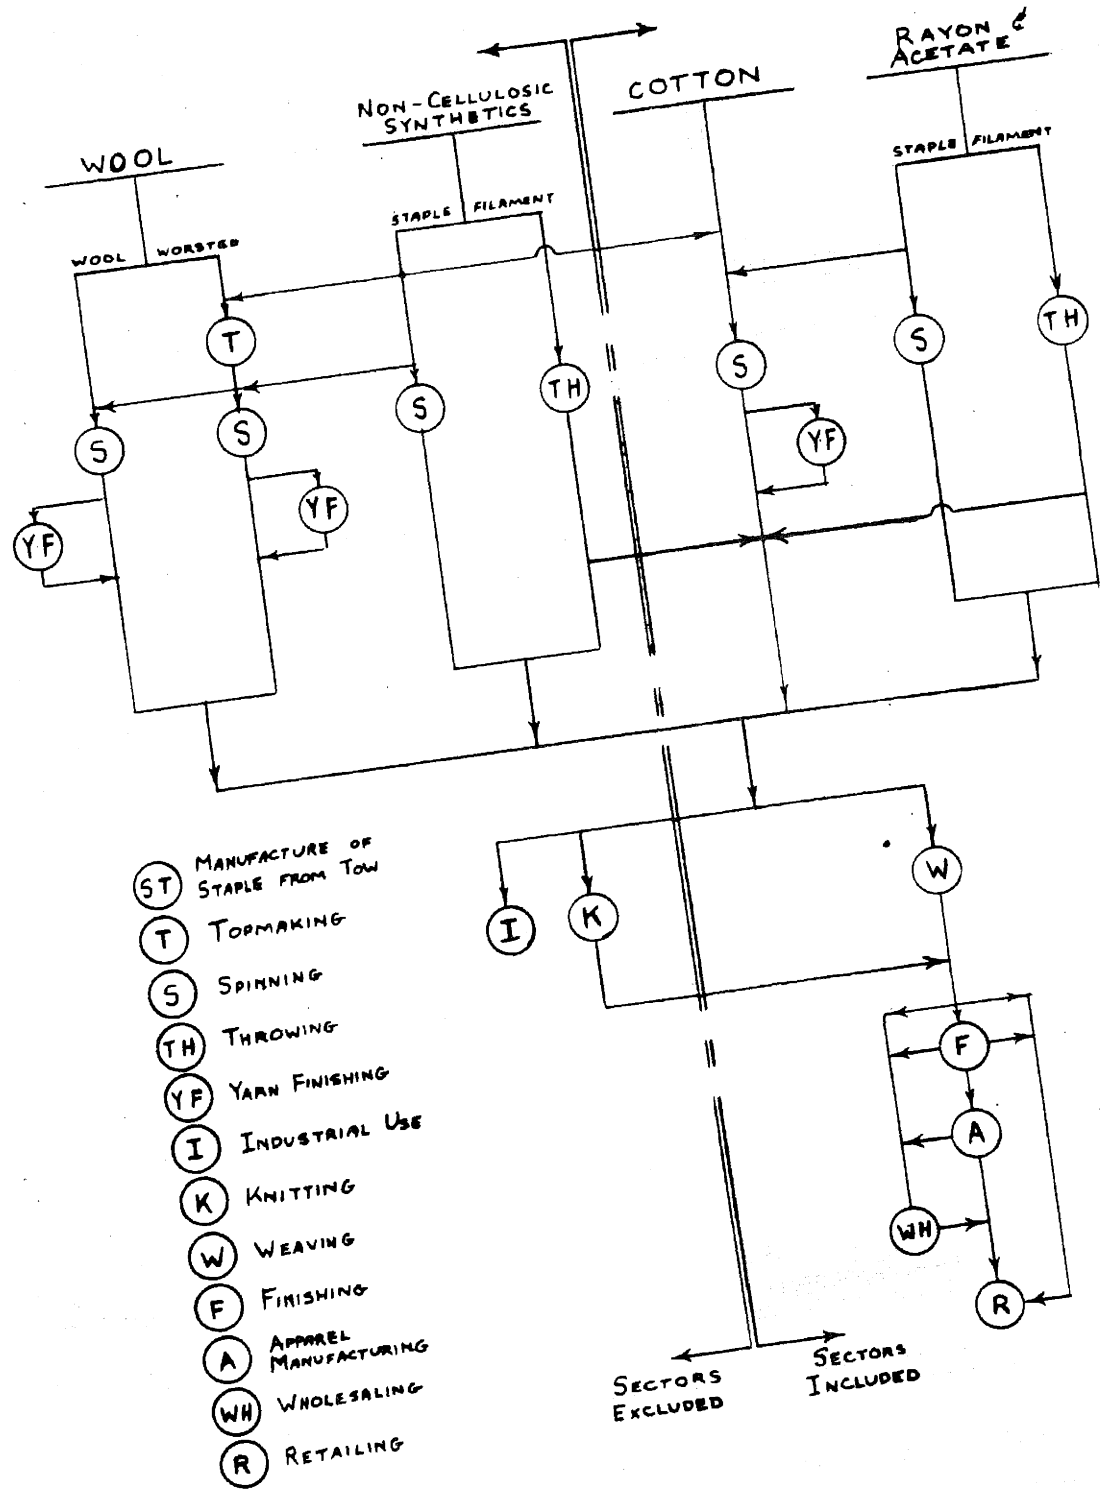 RAYON &
ACETATE
COTTON
NON-CELLULOSIC
SYNTHETICS
WOOL
STAPLE FILAMENT
STAPLE FILAMENT
WOOL WORSTED
T
TH
S
S
TH
S
S
S
S
YF
YF
YF
W
I
K
F
A
WH
R
ST MANUFACTURE OF
STAPLE FROM TOW
T TOPMAKING
S SPINNING
TH THROWING
YF YARN FINISHING
I INDUSTRIAL USE
K KNITTING
W WEAVING
F FINISHING
A APPAREL
MANUFACTURING
WH WHOLESALING
R RETAILING
SECTORS
EXCLUDED
SECTORS
INCLUDED